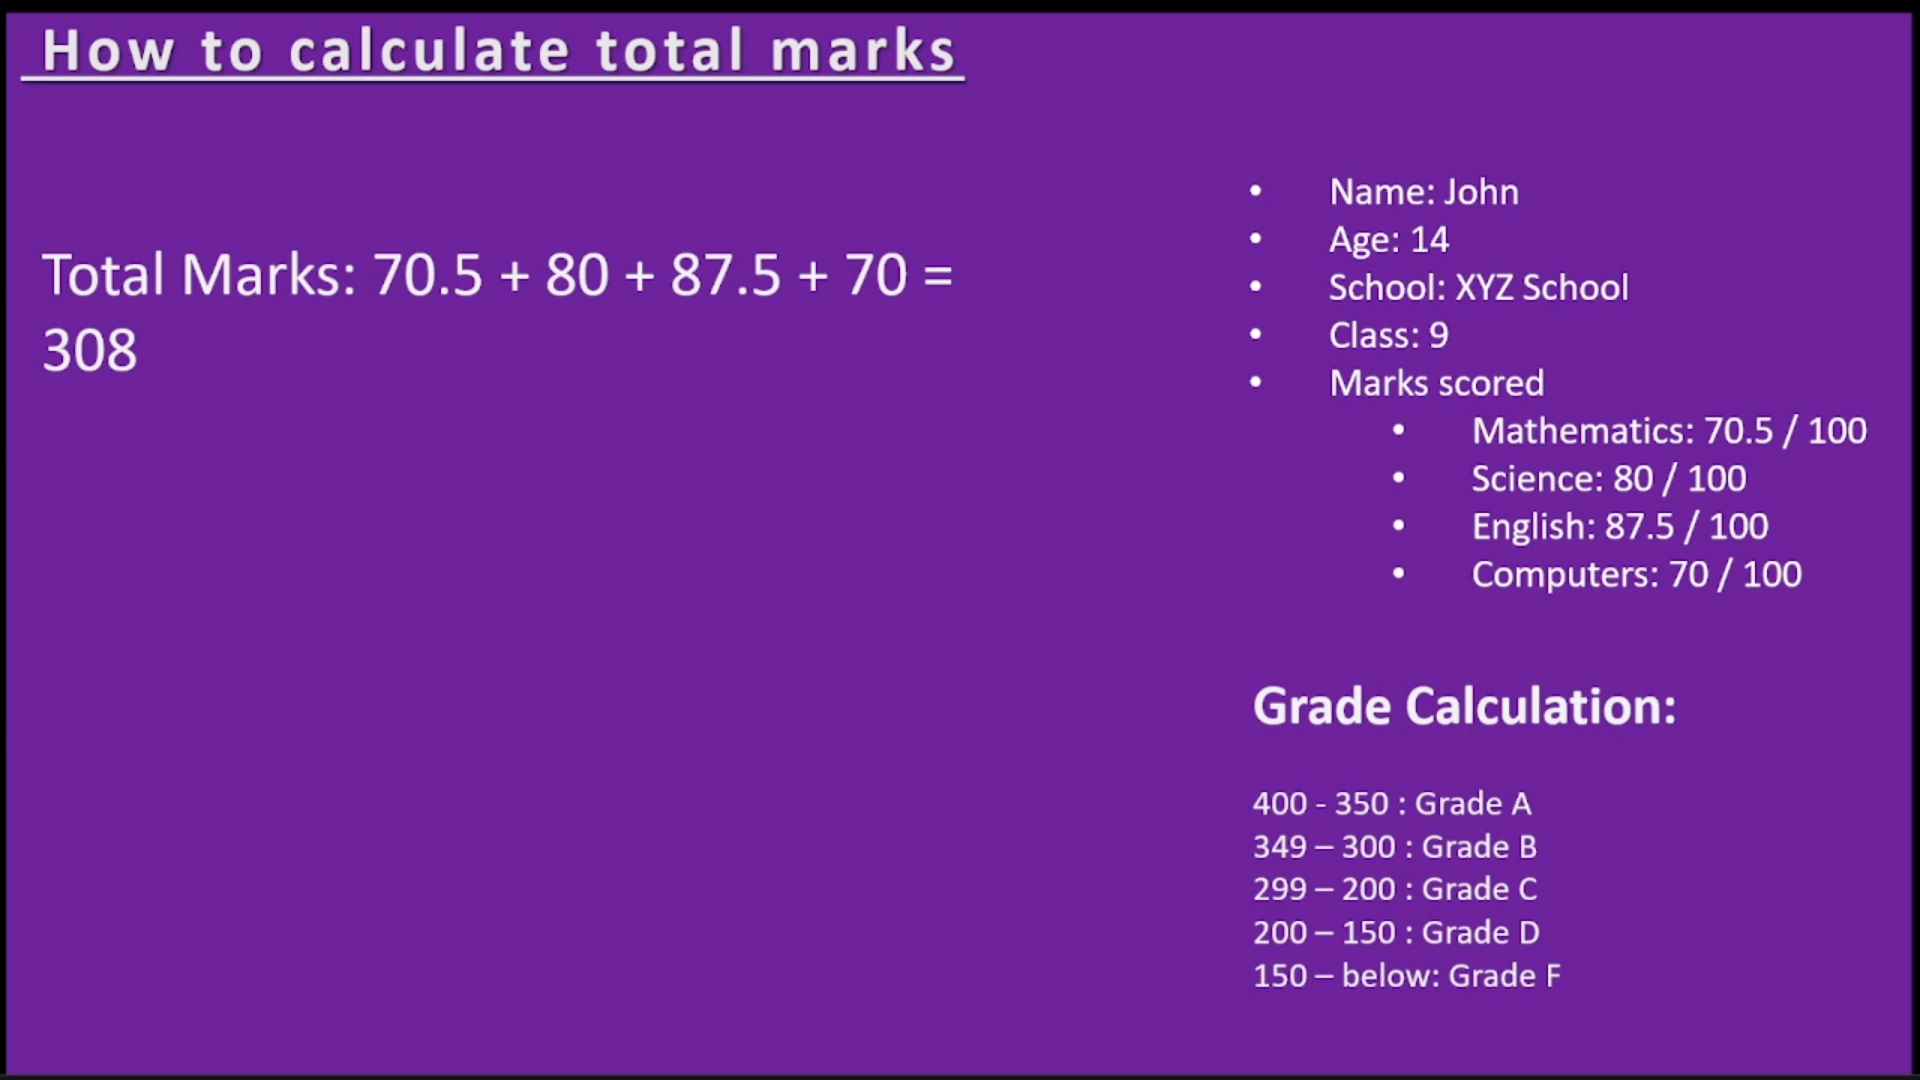 How to calculate total marks
Total Marks: 70.5 + 80 + 87.5 + 70 =
308
• Name: John
• Age: 14
• School: XYZ School
• Class: 9
• Marks scored
• Mathematics: 70.5 / 100
• Science: 80 / 100
• English: 87.5 / 100
• Computers: 70 / 100
Grade Calculation:
400 - 350 : Grade A
349 – 300 : Grade B
299 – 200 : Grade C
200 – 150 : Grade D
150 – below: Grade F